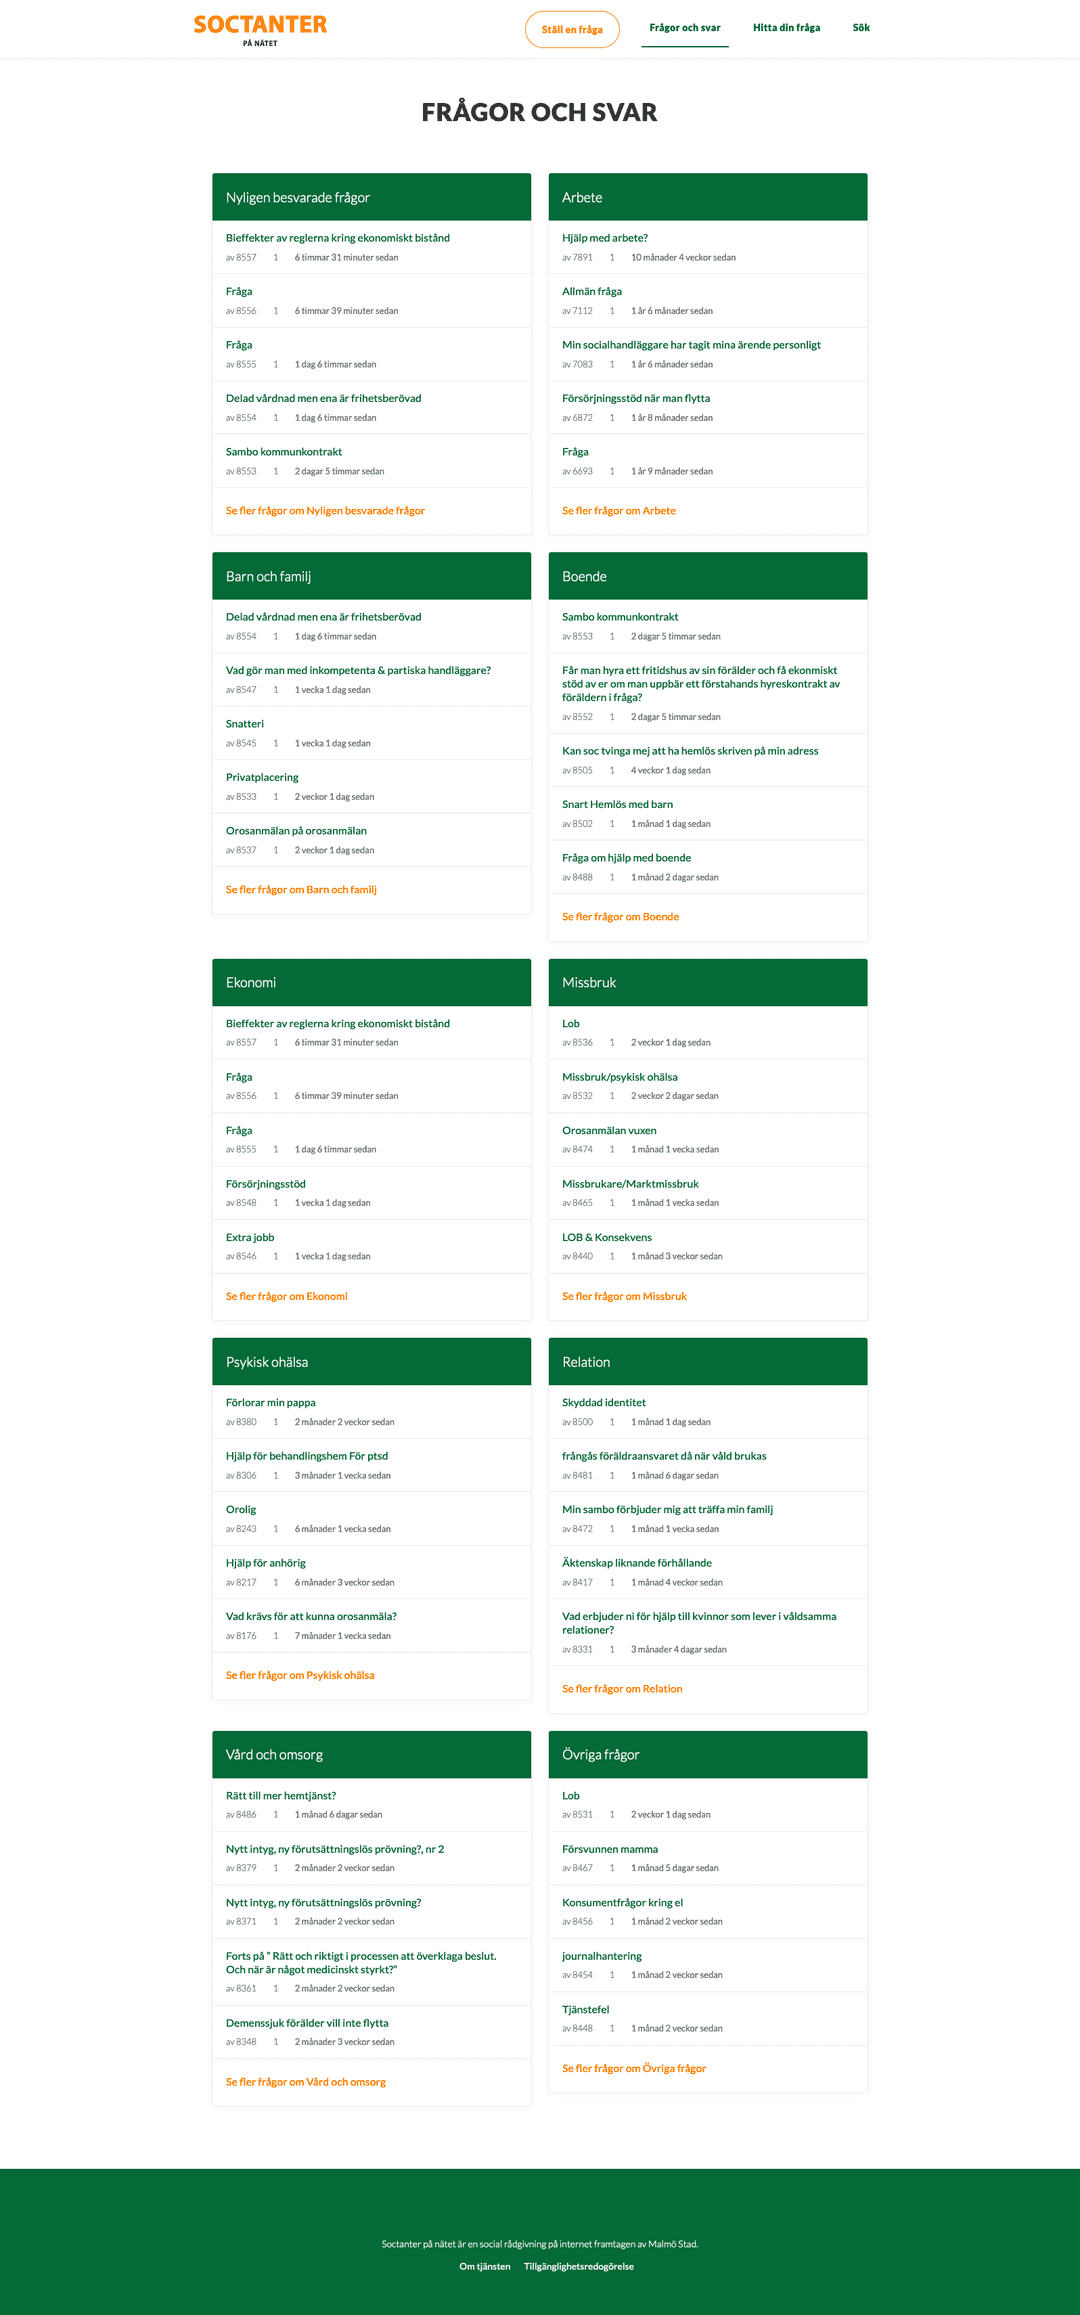 SOCTANTER
PÅ NÄTET
Ställ en fråga
Frågor och svar
Hitta din fråga
Sök
FRÅGOR OCH SVAR
Nyligen besvarade frågor
Bieffekter av reglerna kring ekonomiskt bistånd
av 8557 1 6 timmar 31 minuter sedan
Fråga
av 8556 1 6 timmar 39 minuter sedan
Fråga
av 8555 1 1 dag 6 timmar sedan
Delad vårdnad men ena är frihetsberövad
av 8554 1 1 dag 6 timmar sedan
Sambo kommunkontrakt
av 8553 1 2 dagar 5 timmar sedan
Se fler frågor om Nyligen besvarade frågor
Arbete
Hjälp med arbete?
av 7891 1 10 månader 4 veckor sedan
Allmän fråga
av 7112 1 1 år 6 månader sedan
Min socialhandläggare har tagit mina ärende personligt
av 7083 1 1 år 6 månader sedan
Försörjningsstöd när man flytta
av 6872 1 1 år 8 månader sedan
Fråga
av 6693 1 1 år 9 månader sedan
Se fler frågor om Arbete
Barn och familj
Delad vårdnad men ena är frihetsberövad
av 8554 1 1 dag 6 timmar sedan
Vad gör man med inkompetenta & partiska handläggare?
av 8547 1 1 vecka 1 dag sedan
Snatteri
av 8545 1 1 vecka 1 dag sedan
Privatplacering
av 8533 1 2 veckor 1 dag sedan
Orosanmälan på orosanmälan
av 8537 1 2 veckor 1 dag sedan
Se fler frågor om Barn och familj
Boende
Sambo kommunkontrakt
av 8553 1 2 dagar 5 timmar sedan
Får man hyra ett fritidshus av sin förälder och få ekonmiskt
stöd av er om man uppbär ett förstahands hyreskontrakt av
föräldern i fråga?
av 8552 1 2 dagar 5 timmar sedan
Kan soc tvinga mej att ha hemlös skriven på min adress
av 8505 1 4 veckor 1 dag sedan
Snart Hemlös med barn
av 8502 1 1 månad 1 dag sedan
Fråga om hjälp med boende
av 8488 1 1 månad 2 dagar sedan
Se fler frågor om Boende
Ekonomi
Bieffekter av reglerna kring ekonomiskt bistånd
av 8557 1 6 timmar 31 minuter sedan
Fråga
av 8556 1 6 timmar 39 minuter sedan
Fråga
av 8555 1 1 dag 6 timmar sedan
Försörjningsstöd
av 8548 1 1 vecka 1 dag sedan
Extra jobb
av 8546 1 1 vecka 1 dag sedan
Se fler frågor om Ekonomi
Missbruk
Lob
av 8536 1 2 veckor 1 dag sedan
Missbruk/psykisk ohälsa
av 8532 1 2 veckor 2 dagar sedan
Orosanmälan vuxen
av 8474 1 1 månad 1 vecka sedan
Missbrukare/Marktmissbruk
av 8465 1 1 månad 1 vecka sedan
LOB & Konsekvens
av 8440 1 1 månad 3 veckor sedan
Se fler frågor om Missbruk
Psykisk ohälsa
Förlorar min pappa
av 8380 1 2 månader 2 veckor sedan
Hjälp för behandlingshem För ptsd
av 8306 1 3 månader 1 vecka sedan
Orolig
av 8243 1 6 månader 1 vecka sedan
Hjälp för anhörig
av 8217 1 6 månader 3 veckor sedan
Vad krävs för att kunna orosanmäla?
av 8176 1 7 månader 1 vecka sedan
Se fler frågor om Psykisk ohälsa
Relation
Skyddad identitet
av 8500 1 1 månad 1 dag sedan
frångås föräldraansvaret då när våld brukas
av 8481 1 1 månad 6 dagar sedan
Min sambo förbjuder mig att träffa min familj
av 8472 1 1 månad 1 vecka sedan
Äktenskap liknande förhållande
av 8417 1 1 månad 4 veckor sedan
Vad erbjuder ni för hjälp till kvinnor som lever i våldsamma
relationer?
av 8331 1 3 månader 4 dagar sedan
Se fler frågor om Relation
Vård och omsorg
Rätt till mer hemtjänst?
av 8486 1 1 månad 6 dagar sedan
Nytt intyg, ny förutsättningslös prövning?, nr 2
av 8379 1 2 månader 2 veckor sedan
Nytt intyg, ny förutsättningslös prövning?
av 8371 1 2 månader 2 veckor sedan
Forts på ” Rätt och riktigt i processen att överklaga beslut.
Och när är något medicinskt styrkt?”
av 8361 1 2 månader 2 veckor sedan
Demenssjuk förälder vill inte flytta
av 8348 1 2 månader 3 veckor sedan
Se fler frågor om Vård och omsorg
Övriga frågor
Lob
av 8531 1 2 veckor 1 dag sedan
Försvunnen mamma
av 8467 1 1 månad 5 dagar sedan
Konsumentfrågor kring el
av 8456 1 1 månad 2 veckor sedan
journalhantering
av 8454 1 1 månad 2 veckor sedan
Tjänstefel
av 8448 1 1 månad 2 veckor sedan
Se fler frågor om Övriga frågor
Soctanter på nätet är en social rådgivning på internet framtagen av Malmö Stad.
Om tjänsten Tillgänglighetsredogörelse